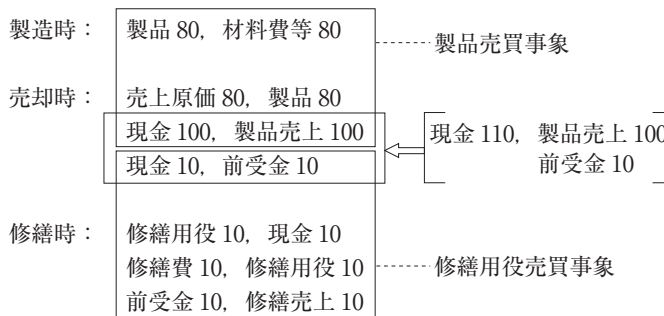 製造時： 製品 80，材料費等 80
製品売買事象
売却時： 売上原価 80，製品 80
現金 100，製品売上 100
現金 10，前受金 10
現金 110，製品売上 100
前受金 10
修繕時： 修繕用役 10，現金 10
修繕費 10，修繕用役 10
修繕用役売買事象
前受金 10，修繕売上 10